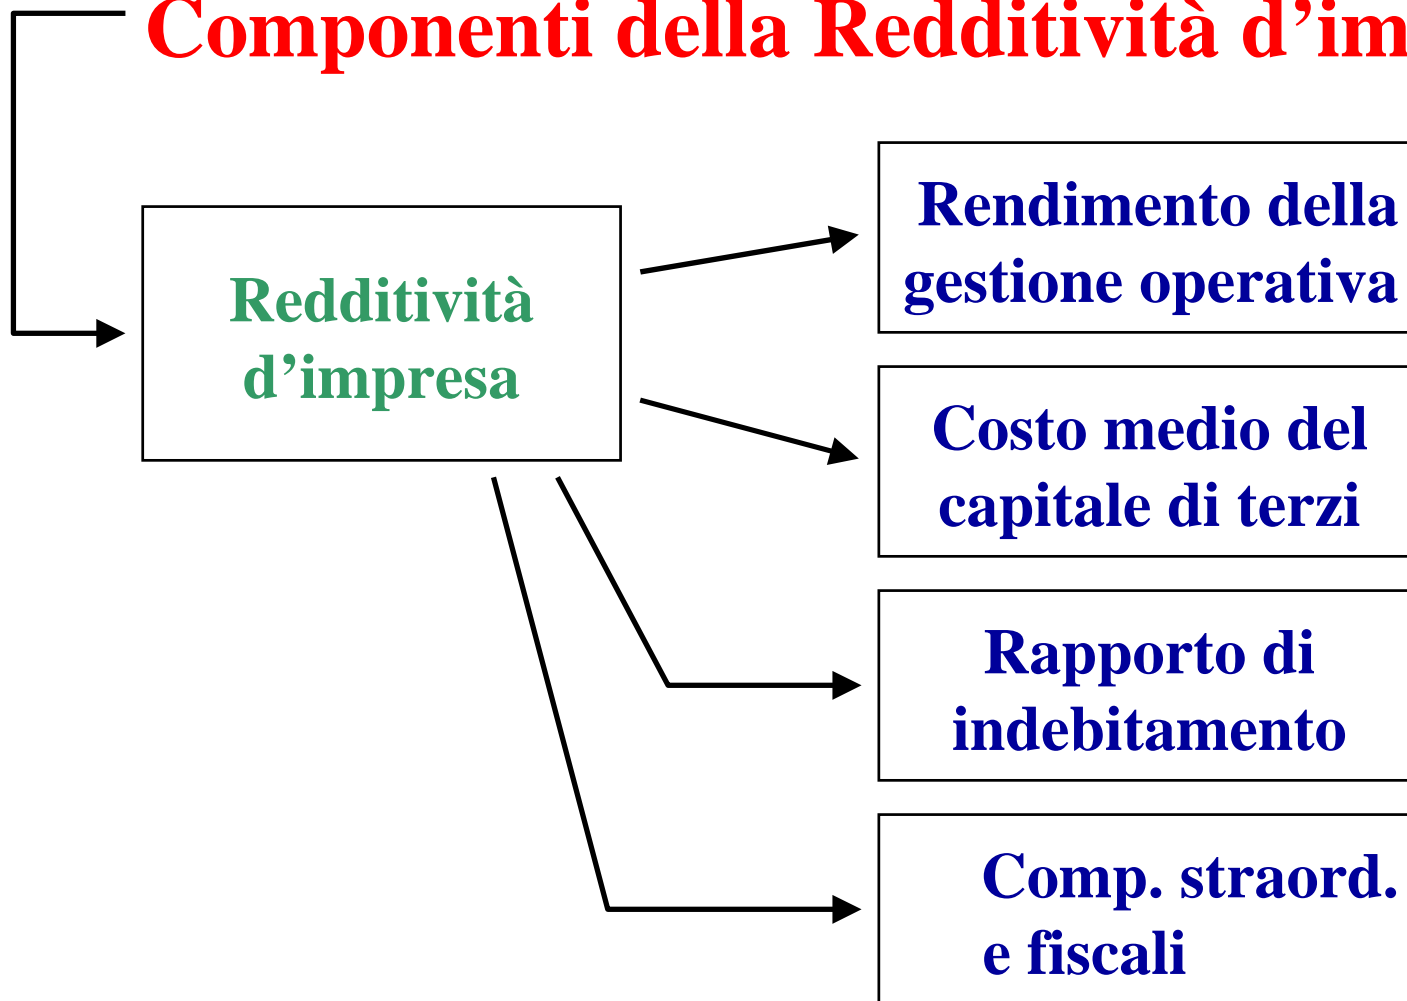 Componenti della Redditività d’im
Redditività
d’impresa
Rendimento della
gestione operativa
Costo medio del
capitale di terzi
Rapporto di
indebitamento
Comp. straord.
e fiscali